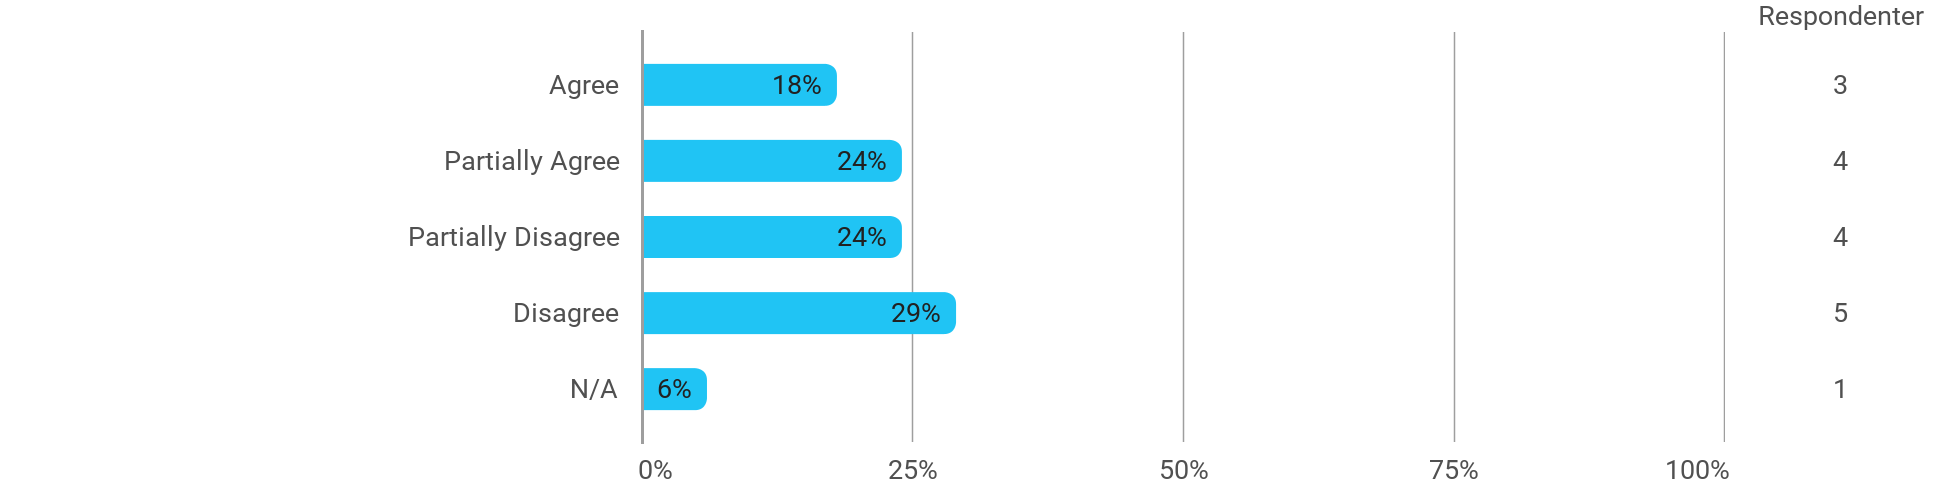 Respondenter
Agree 18% 3
Partially Agree 24% 4
Partially Disagree 24% 4
Disagree 29% 5
N/A 6% 1
0% 25% 50% 75% 100%